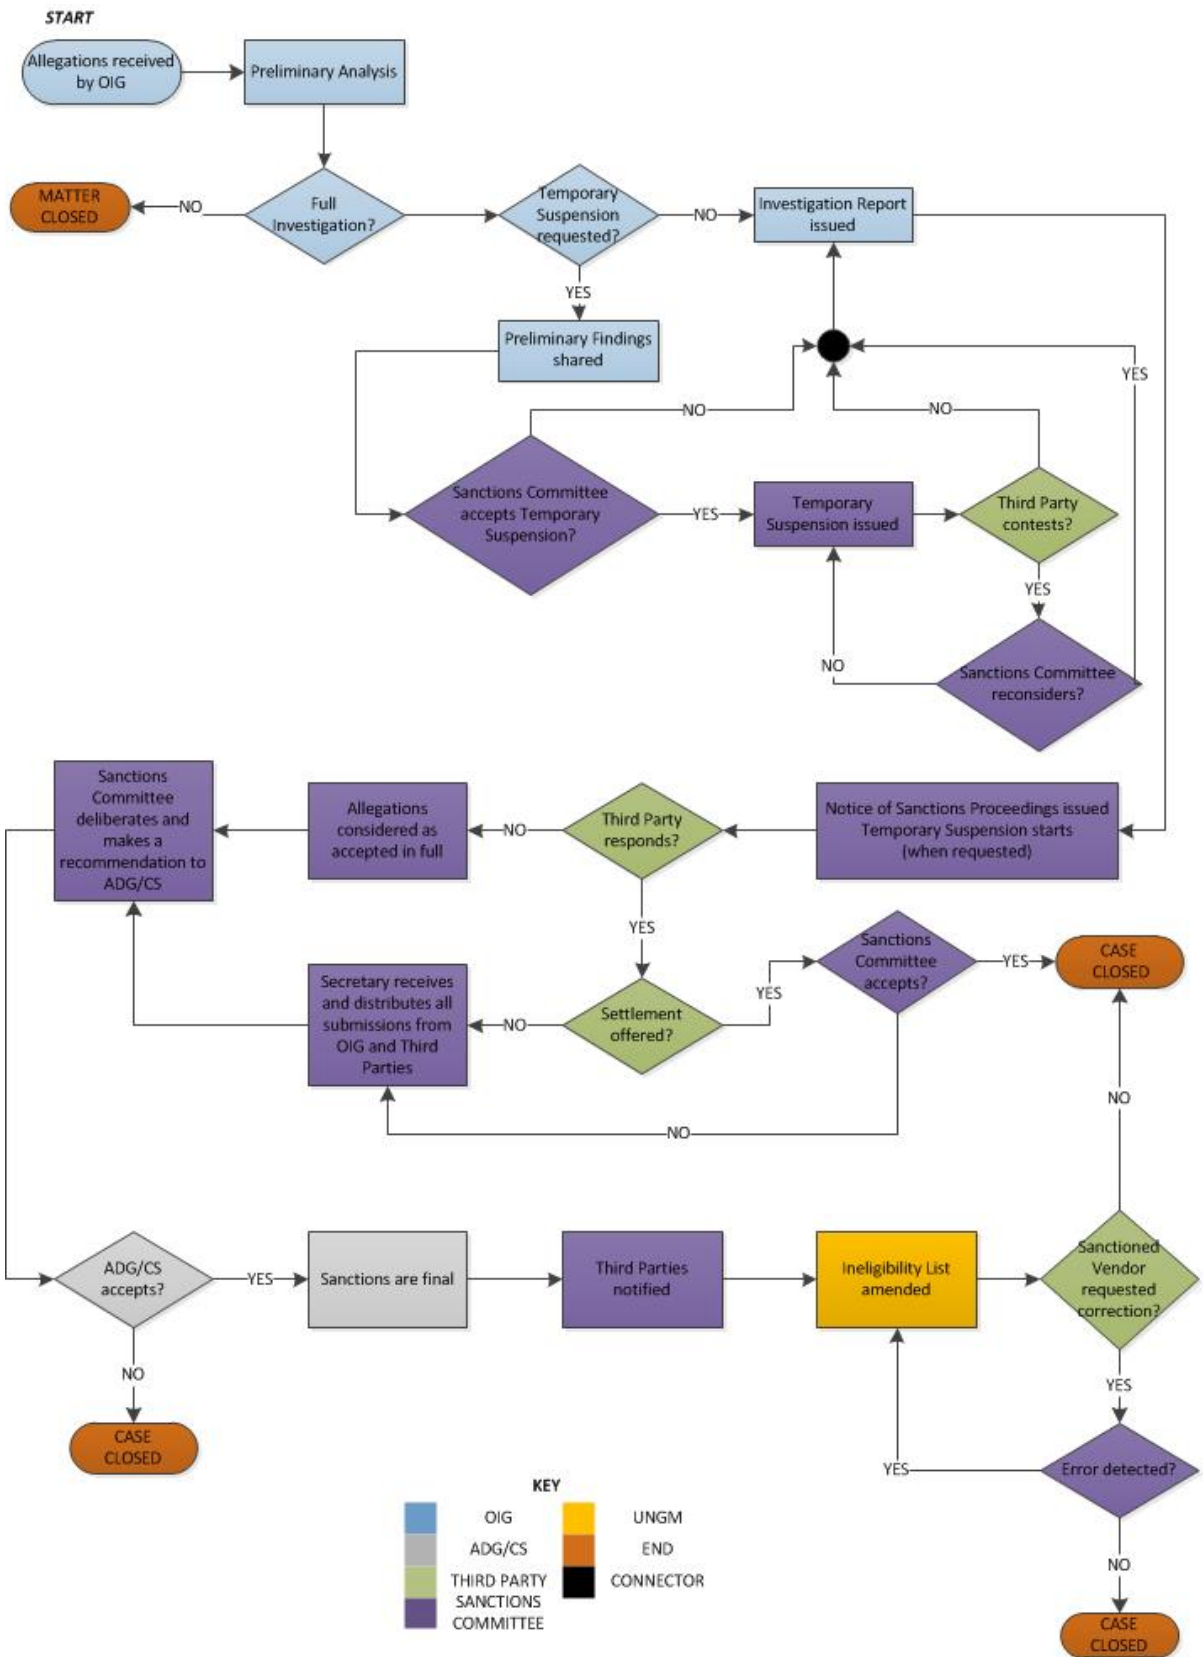 START
Allegations received
by OIG
Preliminary Analysis
MATTER
CLOSED
NO
Full
Investigation?
Temporary
Suspension
requested?
NO
Investigation Report
issued
YES
Preliminary Findings
shared
YES
NO
NO
Sanctions Committee
accepts Temporary
Suspension?
YES
Temporary
Suspension issued
Third Party
contests?
YES
NO
Sanctions Committee
reconsiders?
Sanctions
Committee
deliberates and
makes a
recommendation to
ADG/CS
Allegations
considered as
accepted in full
NO
Third Party
responds?
Notice of Sanctions Proceedings issued
Temporary Suspension starts
(when requested)
YES
Secretary receives
and distributes all
submissions from
OIG and Third
Parties
NO
Settlement
offered?
YES
Sanctions
Committee
accepts?
YES
CASE
CLOSED
NO
NO
ADG/CS
accepts?
YES
Sanctions are final
Third Parties
notified
Ineligibility List
amended
Sanctioned
Vendor
requested
correction?
NO
YES
CASE
CLOSED
YES
Error detected?
NO
CASE
CLOSED
KEY
OIG
UNGM
ADG/CS
END
THIRD PARTY
CONNECTOR
SANCTIONS
COMMITTEE